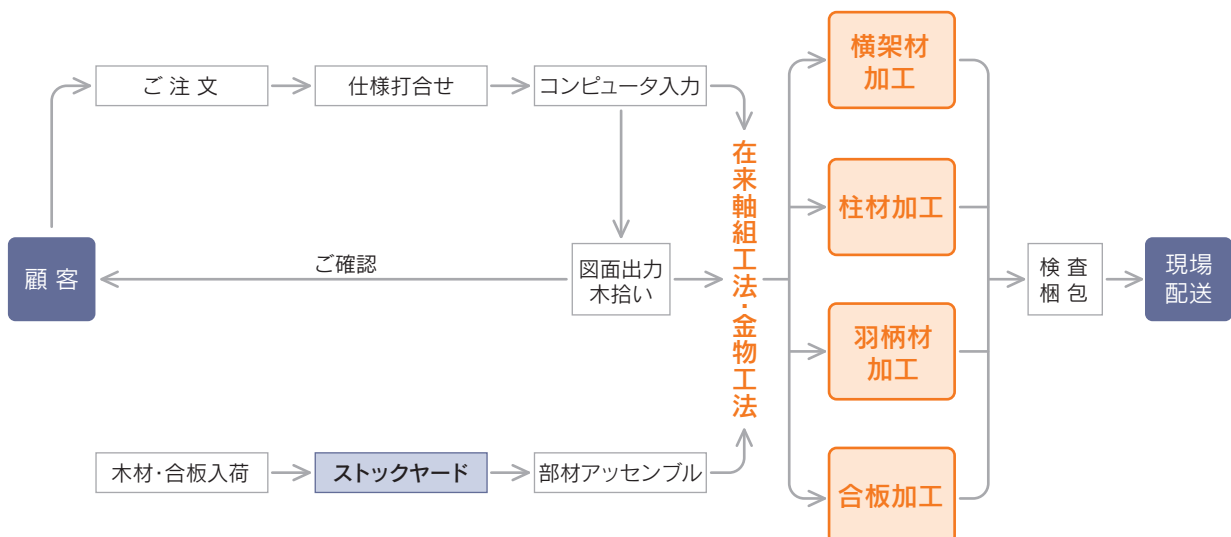 ご注文
仕様打合せ
コンピュータ入力
顧客
ご確認
図面出力
木拾い
木材・合板入荷
ストックヤード
部材アッセンブル
在来軸組工法・金物工法
横架材
加工
柱材加工
羽柄材
加工
合板加工
検査
梱包
現場
配送